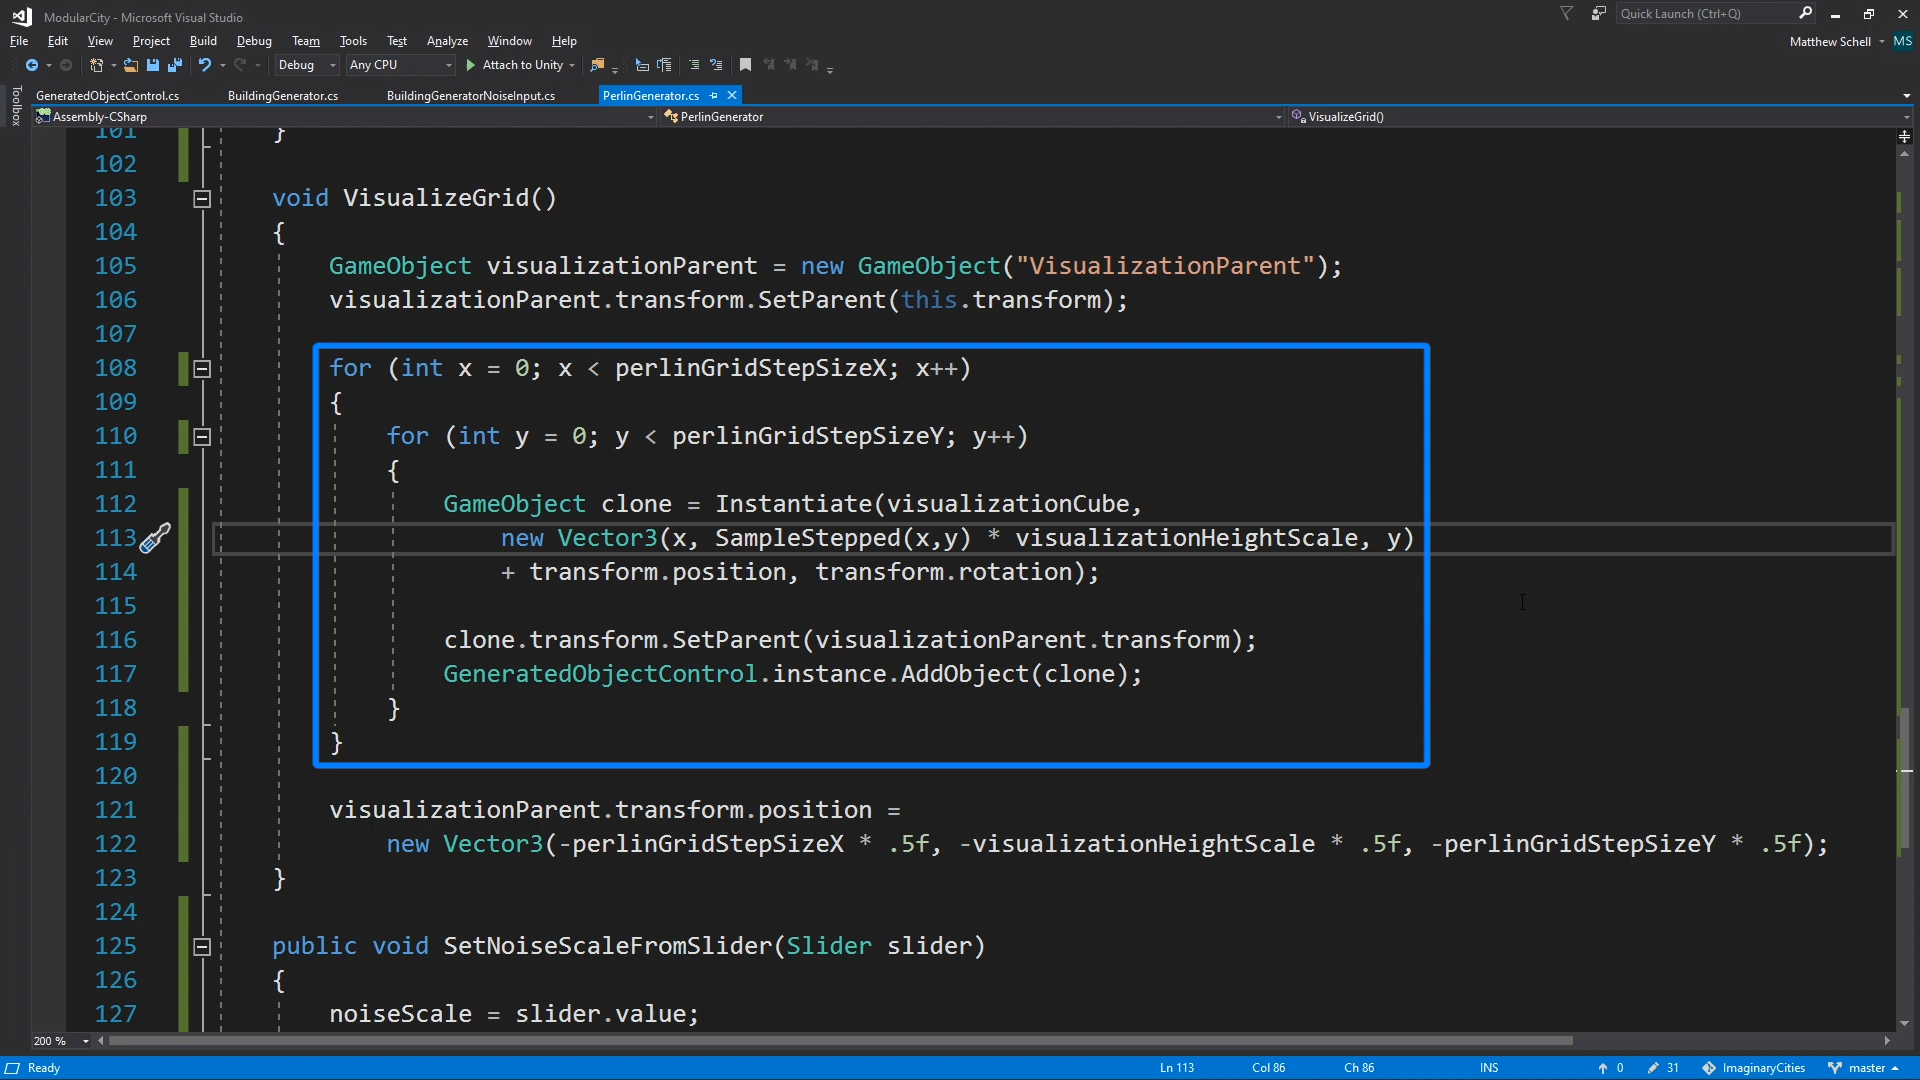 ModularCity - Microsoft Visual Studio
Quick Launch (Ctrl+Q)
File Edit View Project Build Debug Team Tools Test Analyze Window Help
Matthew Schell MS
Debug Any CPU Attach to Unity
Toolbox
GeneratedObjectControl.cs BuildingGenerator.cs BuildingGeneratorNoiseInput.cs PerlinGenerator.cs
Assembly-CSharp PerlinGenerator VisualizeGrid()
101 }
102
103 void VisualizeGrid()
104 {
105 GameObject visualizationParent = new GameObject("VisualizationParent");
106 visualizationParent.transform.SetParent(this.transform);
107
108 for (int x = 0; x < perlinGridStepSizeX; x++)
109 {
110 for (int y = 0; y < perlinGridStepSizeY; y++)
111 {
112 GameObject clone = Instantiate(visualizationCube,
113 new Vector3(x, SampleStepped(x,y) * visualizationHeightScale, y)
114 + transform.position, transform.rotation);
115
116 clone.transform.SetParent(visualizationParent.transform);
117 GeneratedObjectControl.instance.AddObject(clone);
118 }
119 }
120
121 visualizationParent.transform.position =
122 new Vector3(-perlinGridStepSizeX * .5f, -visualizationHeightScale * .5f, -perlinGridStepSizeY * .5f);
123 }
124
125 public void SetNoiseScaleFromSlider(Slider slider)
126 {
127 noiseScale = slider.value;
200 %
Ready Ln 113 Col 86 Ch 86 INS 0 31 ImaginaryCities master